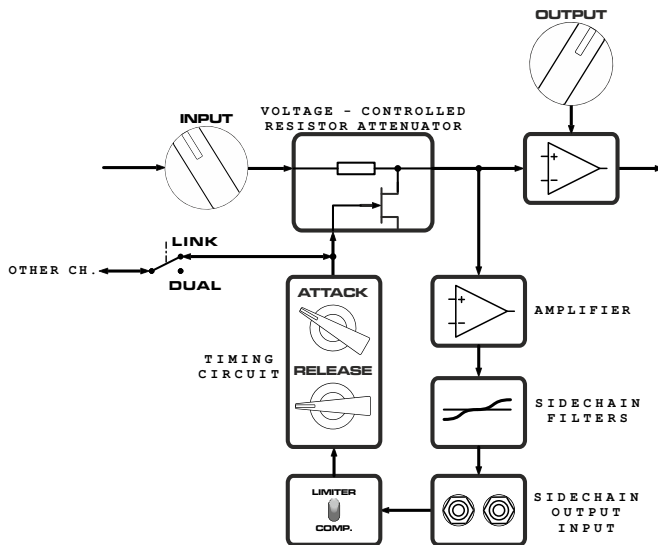 OUTPUT
VOLTAGE - CONTROLLED
RESISTOR ATTENUATOR
INPUT
LINK
OTHER CH.
DUAL
ATTACK
AMPLIFIER
TIMING
CIRCUIT
RELEASE
SIDECHAIN
FILTERS
LIMITER
COMP.
SIDECHAIN
OUTPUT
INPUT